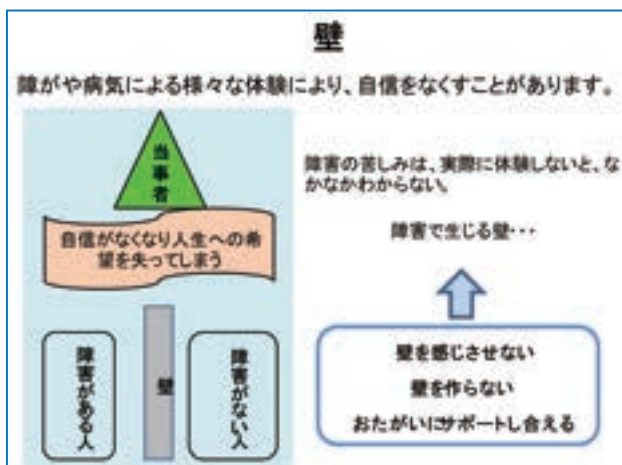 壁
障がや病気による様々な体験により、自信をなくすことがあります。
当事者
自信がなくなり人生への希
望を失ってしまう
障害がある人
壁
障害がない人
障害の苦しみは、実際に体験しないと、な
かなかわからない。
障害で生じる壁・・・
壁を感じさせない
壁を作らない
おたがいにサポートし合える